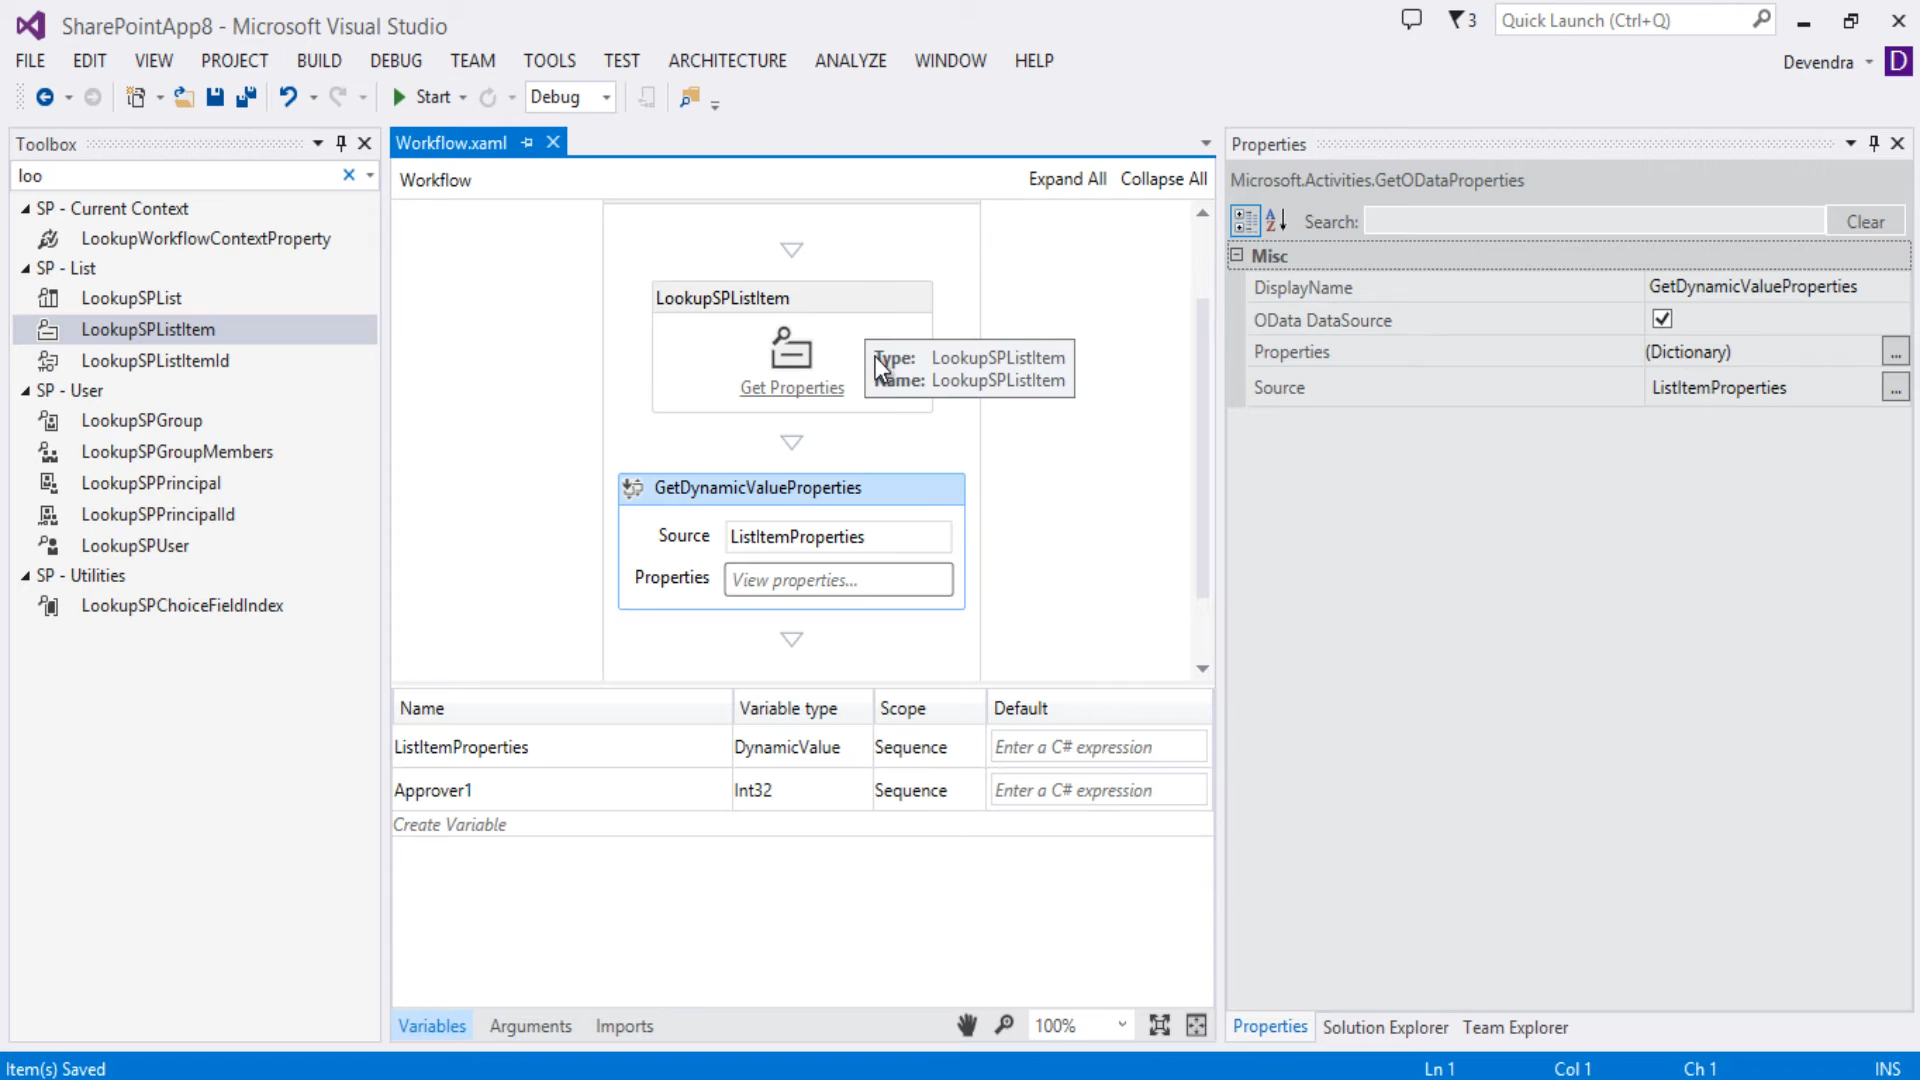 SharePointApp8 - Microsoft Visual Studio
3
Quick Launch (Ctrl+Q)
FILE EDIT VIEW PROJECT BUILD DEBUG TEAM TOOLS TEST ARCHITECTURE ANALYZE WINDOW HELP
Devendra D
Start Debug
Toolbox
loo
SP - Current Context
LookupWorkflowContextProperty
SP - List
LookupSPList
LookupSPListItem
LookupSPListItemId
SP - User
LookupSPGroup
LookupSPGroupMembers
LookupSPPrincipal
LookupSPPrincipalId
LookupSPUser
SP - Utilities
LookupSPChoiceFieldIndex
Workflow.xaml
Workflow Expand All Collapse All
LookupSPListItem
Get Properties
Type: LookupSPListItem
Name: LookupSPListItem
GetDynamicValueProperties
Source ListItemProperties
Properties View properties...
Name Variable type Scope Default
ListItemProperties DynamicValue Sequence Enter a C# expression
Approver1 Int32 Sequence Enter a C# expression
Create Variable
Variables Arguments Imports 100%
Properties
Microsoft.Activities.GetODataProperties
A Z Search: Clear
Misc
DisplayName GetDynamicValueProperties
OData DataSource
Properties (Dictionary) ...
Source ListItemProperties ...
Properties Solution Explorer Team Explorer
Item(s) Saved Ln 1 Col 1 Ch 1 INS